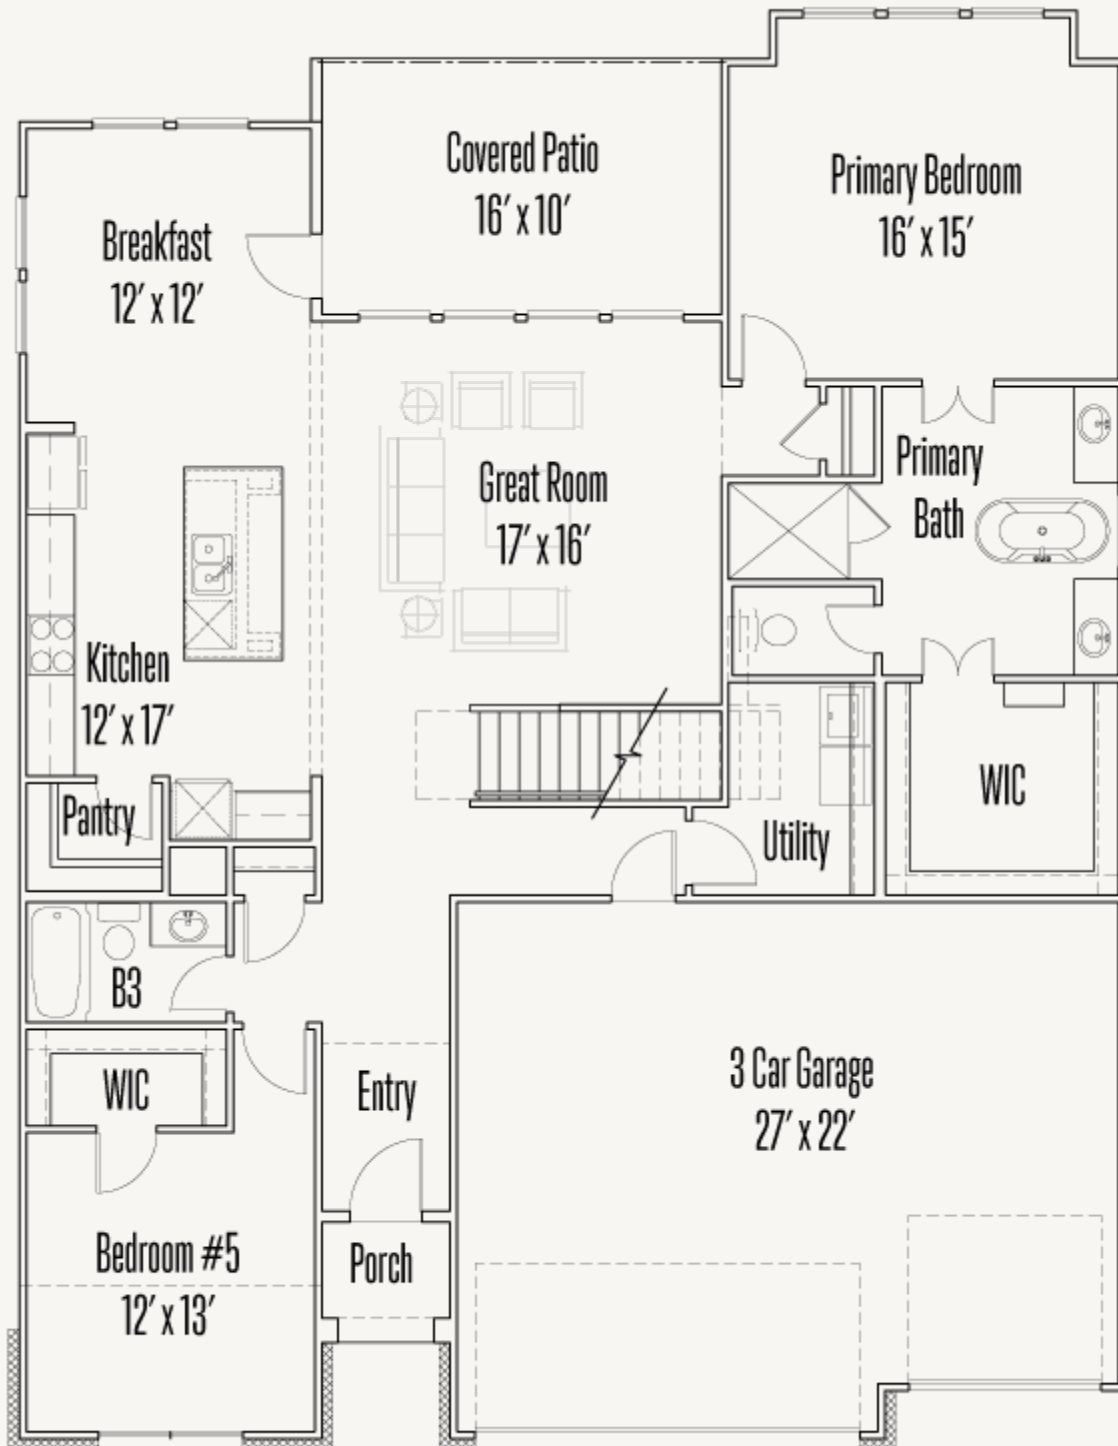 Covered Patio
16' x 10'
Primary Bedroom
16' x 15'
Breakfast
12' x 12'
Great Room
17' x 16'
Primary
Bath
Kitchen
12' x 17'
Pantry
Utility
WIC
B3
WIC
Entry
3 Car Garage
27' x 22'
Bedroom #5
12' x 13'
Porch